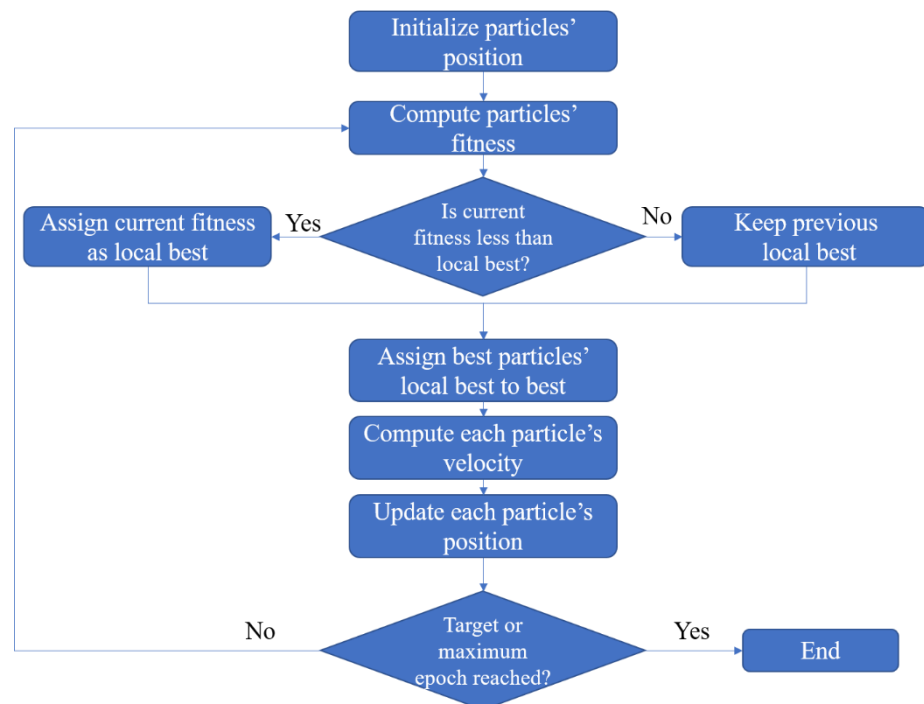 Initialize particles’
position
Compute particles’
fitness
Assign current fitness
as local best
Yes
Is current
fitness less than
local best?
No
Keep previous
local best
Assign best particles’
local best to best
Compute each particle’s
velocity
Update each particle’s
position
No
Target or
maximum
epoch reached?
Yes
End